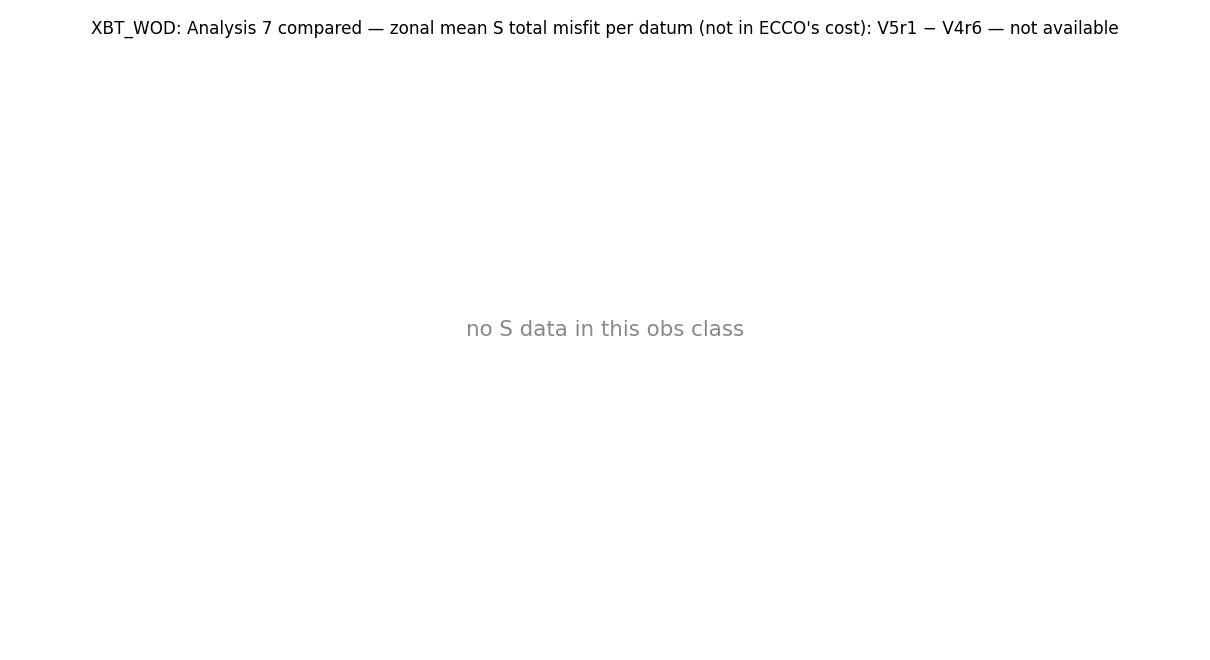 XBT_WOD: Analysis 7 compared — zonal mean S total misfit per datum (not in ECCO's cost): V5r1 − V4r6 — not available
no S data in this obs class